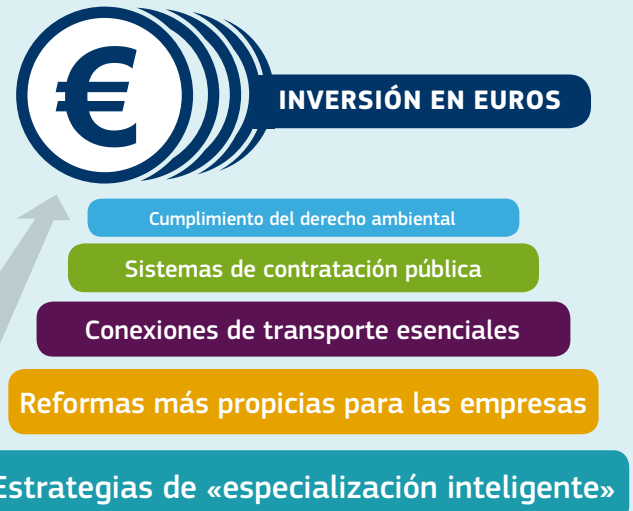 €
INVERSIÓN EN EUROS
Cumplimiento del derecho ambiental
Sistemas de contratación pública
Conexiones de transporte esenciales
Reformas más propicias para las empresas
Estrategias de «especialización inteligente»